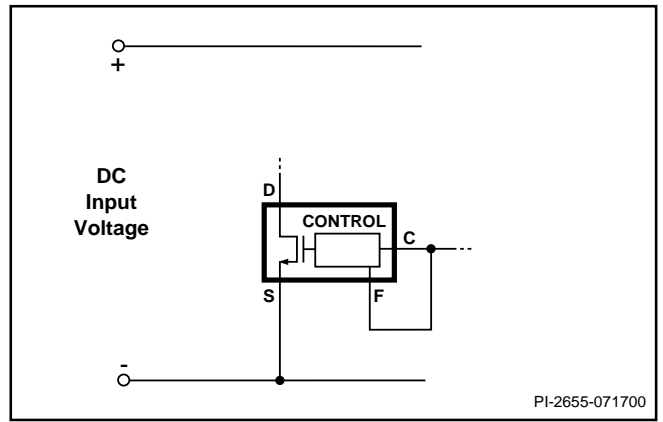 +
DC
Input
Voltage
D
CONTROL
C
S
F
-
PI-2655-071700